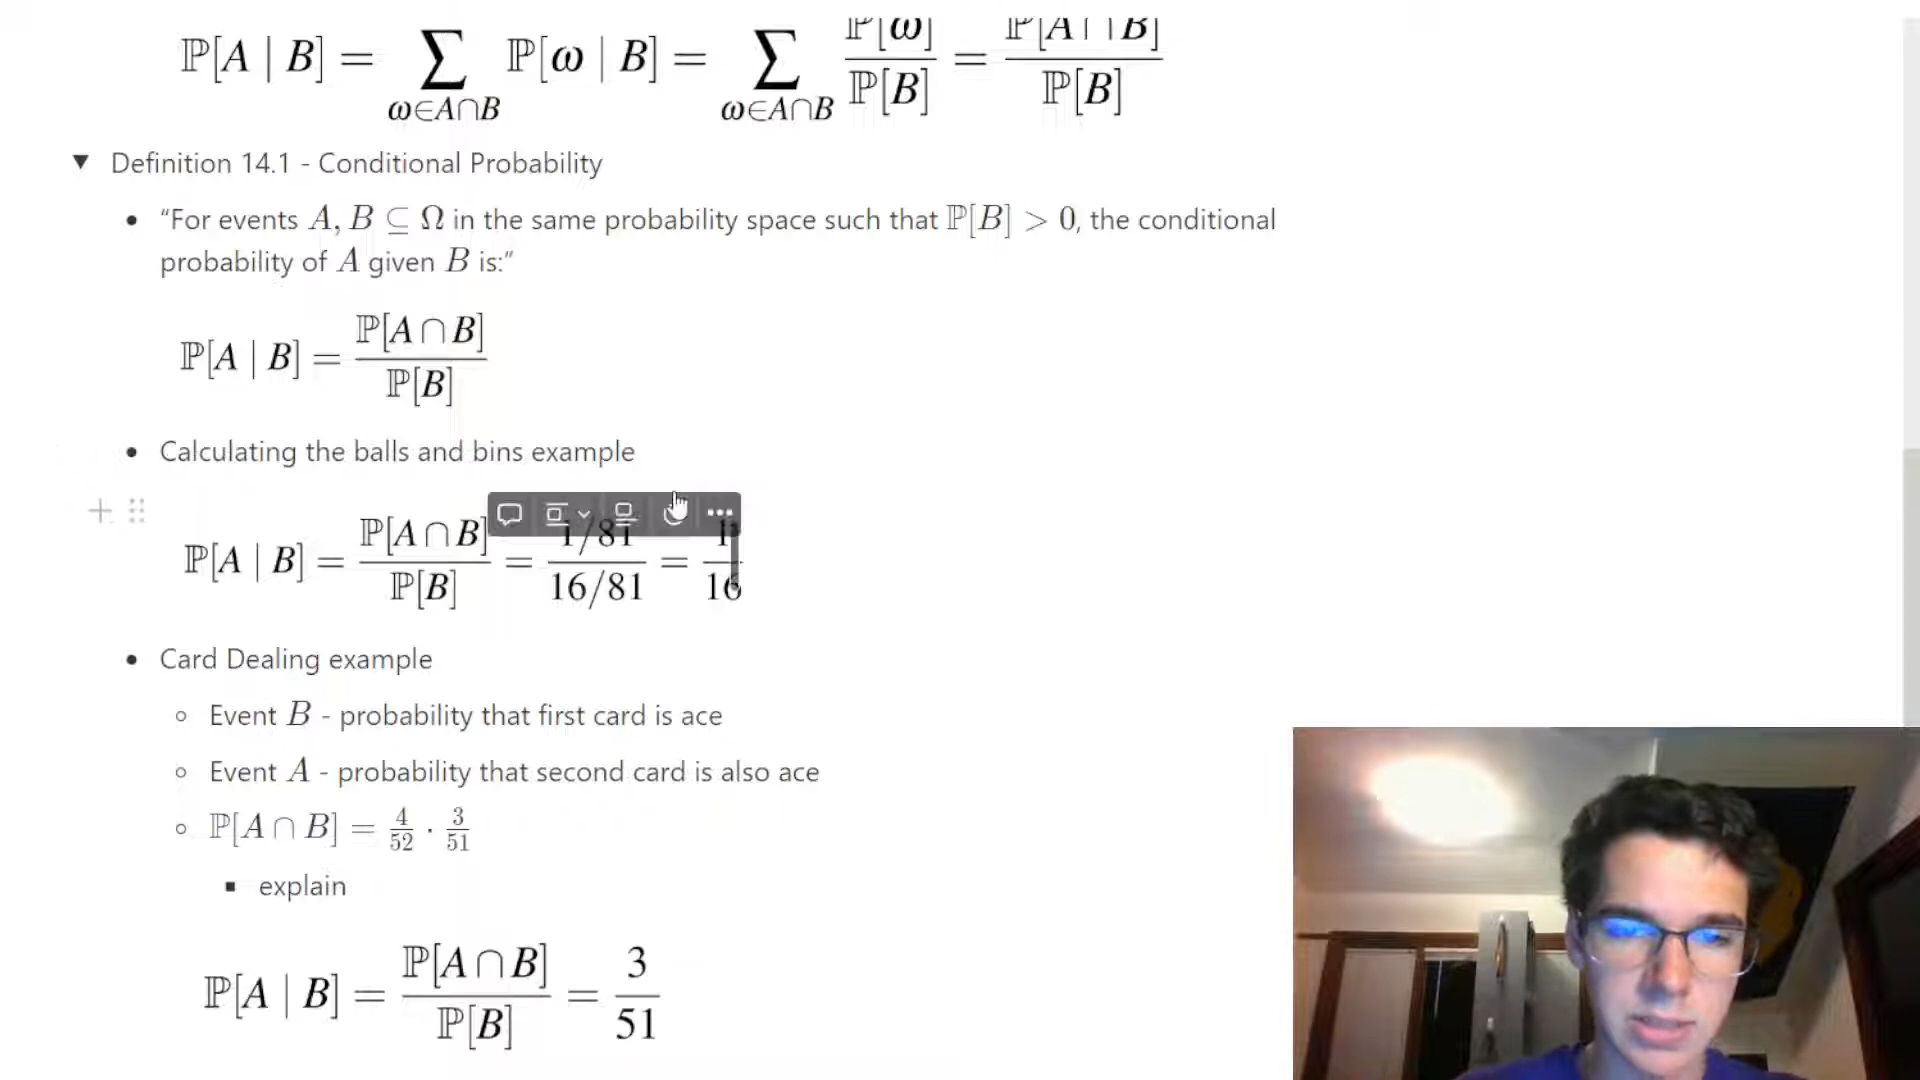 ℙ[A | B] = ∑_{ω∈A∩B} ℙ[ω | B] = ∑_{ω∈A∩B} ℙ[ω]/ℙ[B] = ℙ[A∩B]/ℙ[B]
▼ Definition 14.1 - Conditional Probability
• “For events A, B ⊆ Ω in the same probability space such that ℙ[B] > 0, the conditional
probability of A given B is:”
ℙ[A | B] = ℙ[A∩B]/ℙ[B]
• Calculating the balls and bins example
ℙ[A | B] = ℙ[A∩B]/ℙ[B] = (1/81)/(16/81) = 1/16
• Card Dealing example
◦ Event B - probability that first card is ace
◦ Event A - probability that second card is also ace
◦ ℙ[A ∩ B] = 4/52 · 3/51
▪ explain
ℙ[A | B] = ℙ[A∩B]/ℙ[B] = 3/51